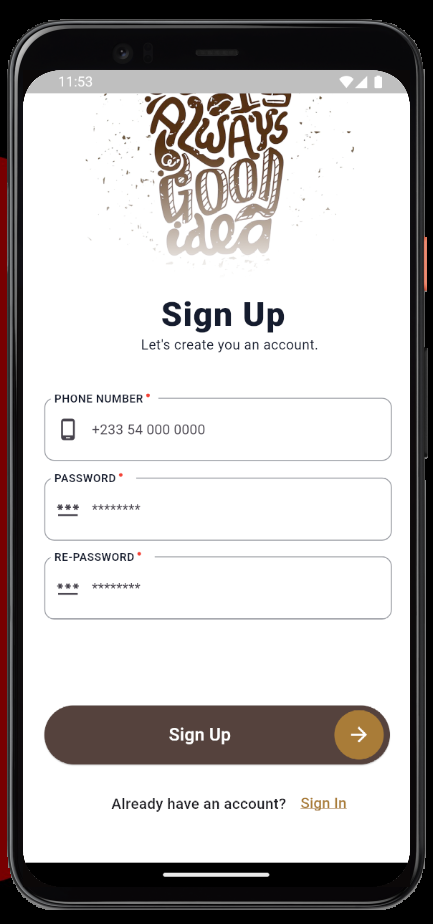 11:53
ALWAYS
a GOOD
idea
Sign Up
Let's create you an account.
PHONE NUMBER *
+233 54 000 0000
PASSWORD *
*** ********
RE-PASSWORD *
*** ********
Sign Up
Already have an account? Sign In